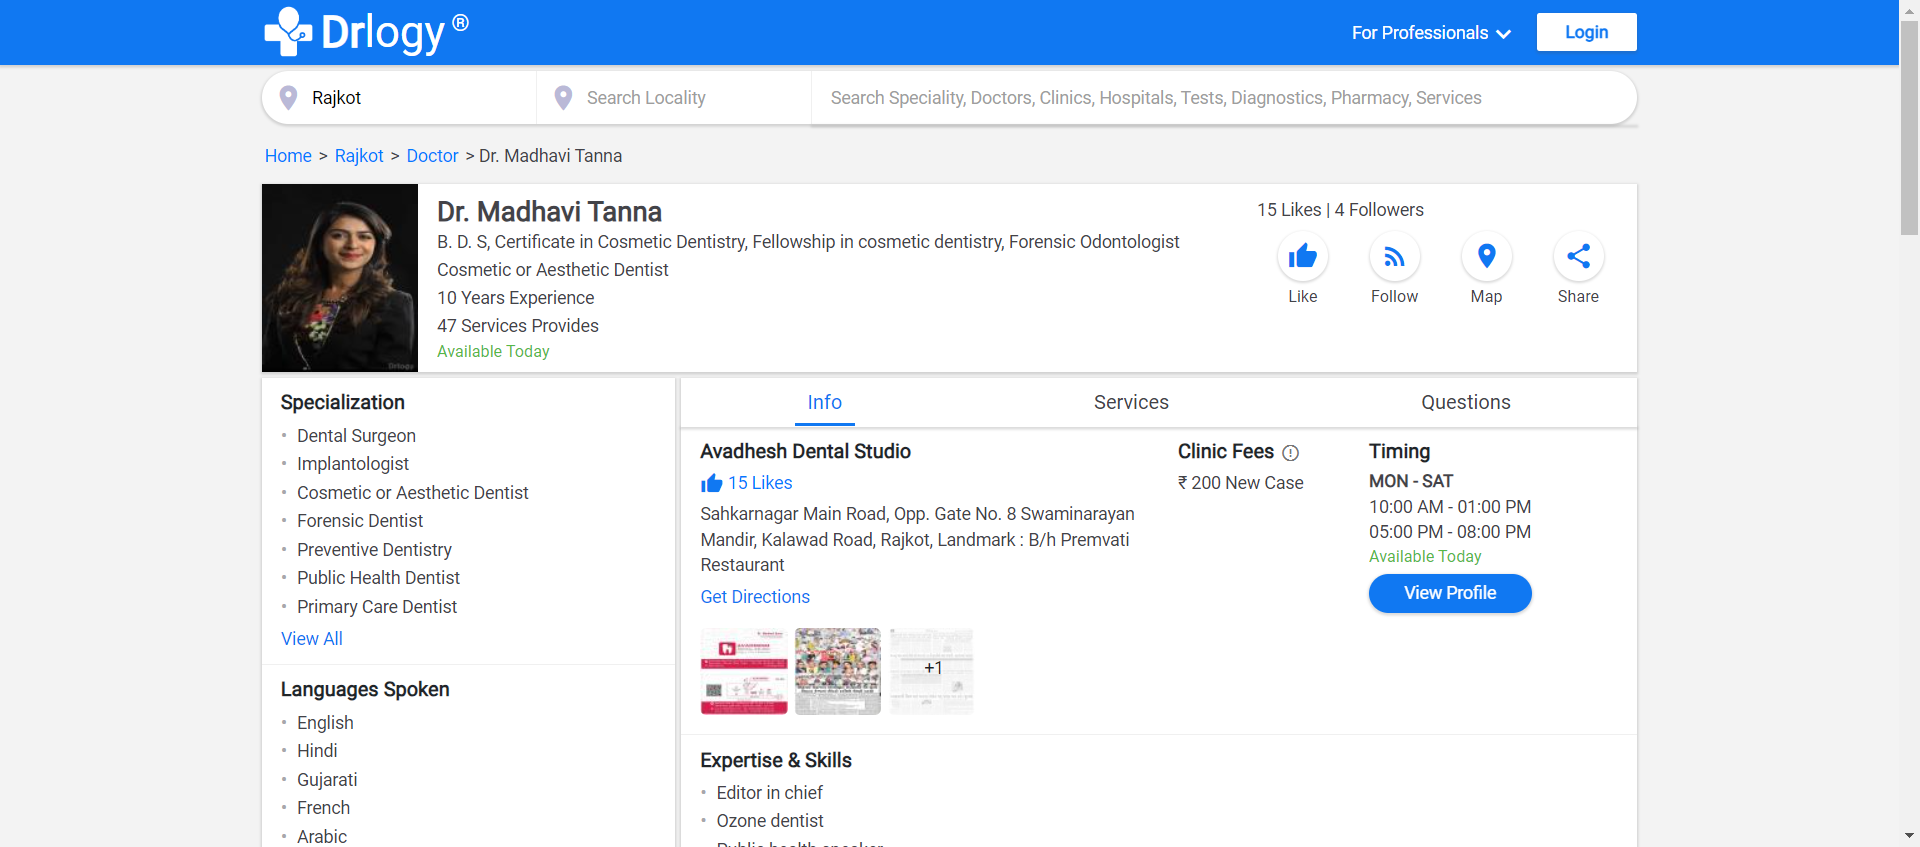 Drlogy ®
For Professionals
Login
Rajkot
Search Locality
Search Speciality, Doctors, Clinics, Hospitals, Tests, Diagnostics, Pharmacy, Services
Home > Rajkot > Doctor > Dr. Madhavi Tanna
Dr. Madhavi Tanna
B. D. S, Certificate in Cosmetic Dentistry, Fellowship in cosmetic dentistry, Forensic Odontologist
Cosmetic or Aesthetic Dentist
10 Years Experience
47 Services Provides
Available Today
Drlogy
15 Likes | 4 Followers
Like
Follow
Map
Share
Specialization
Dental Surgeon
Implantologist
Cosmetic or Aesthetic Dentist
Forensic Dentist
Preventive Dentistry
Public Health Dentist
Primary Care Dentist
View All
Languages Spoken
English
Hindi
Gujarati
French
Arabic
Info
Services
Questions
Avadhesh Dental Studio
15 Likes
Sahkarnagar Main Road, Opp. Gate No. 8 Swaminarayan
Mandir, Kalawad Road, Rajkot, Landmark : B/h Premvati
Restaurant
Get Directions
Clinic Fees
₹ 200 New Case
Timing
MON - SAT
10:00 AM - 01:00 PM
05:00 PM - 08:00 PM
Available Today
View Profile
+1
Expertise & Skills
Editor in chief
Ozone dentist
Public health speaker